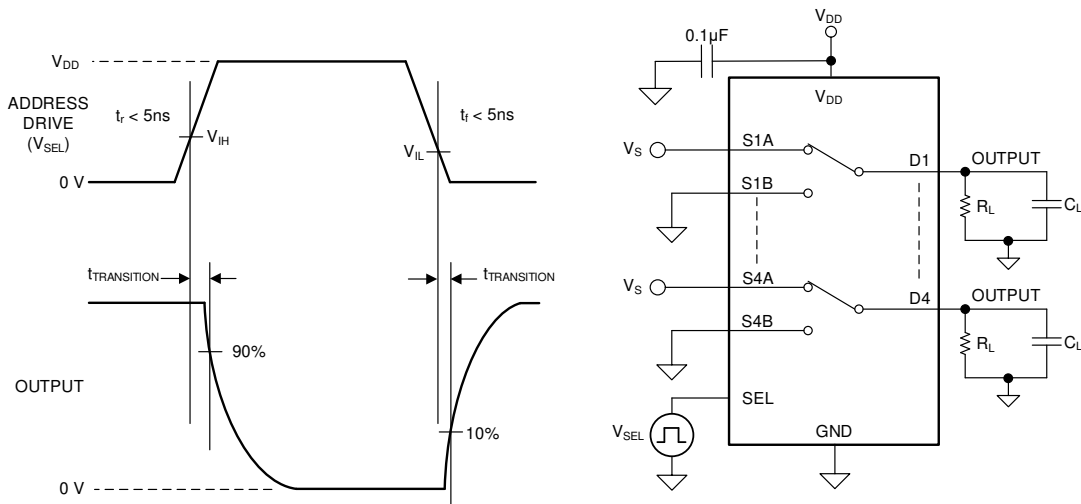 V_DD
ADDRESS
DRIVE
(V_SEL)
t_r < 5ns
V_IH
V_IL
t_f < 5ns
0 V
t_TRANSITION
t_TRANSITION
90%
OUTPUT
10%
0 V
V_DD
0.1µF
V_DD
V_S
S1A
D1
OUTPUT
S1B
R_L
C_L
V_S
S4A
D4
OUTPUT
S4B
R_L
C_L
SEL
V_SEL
GND